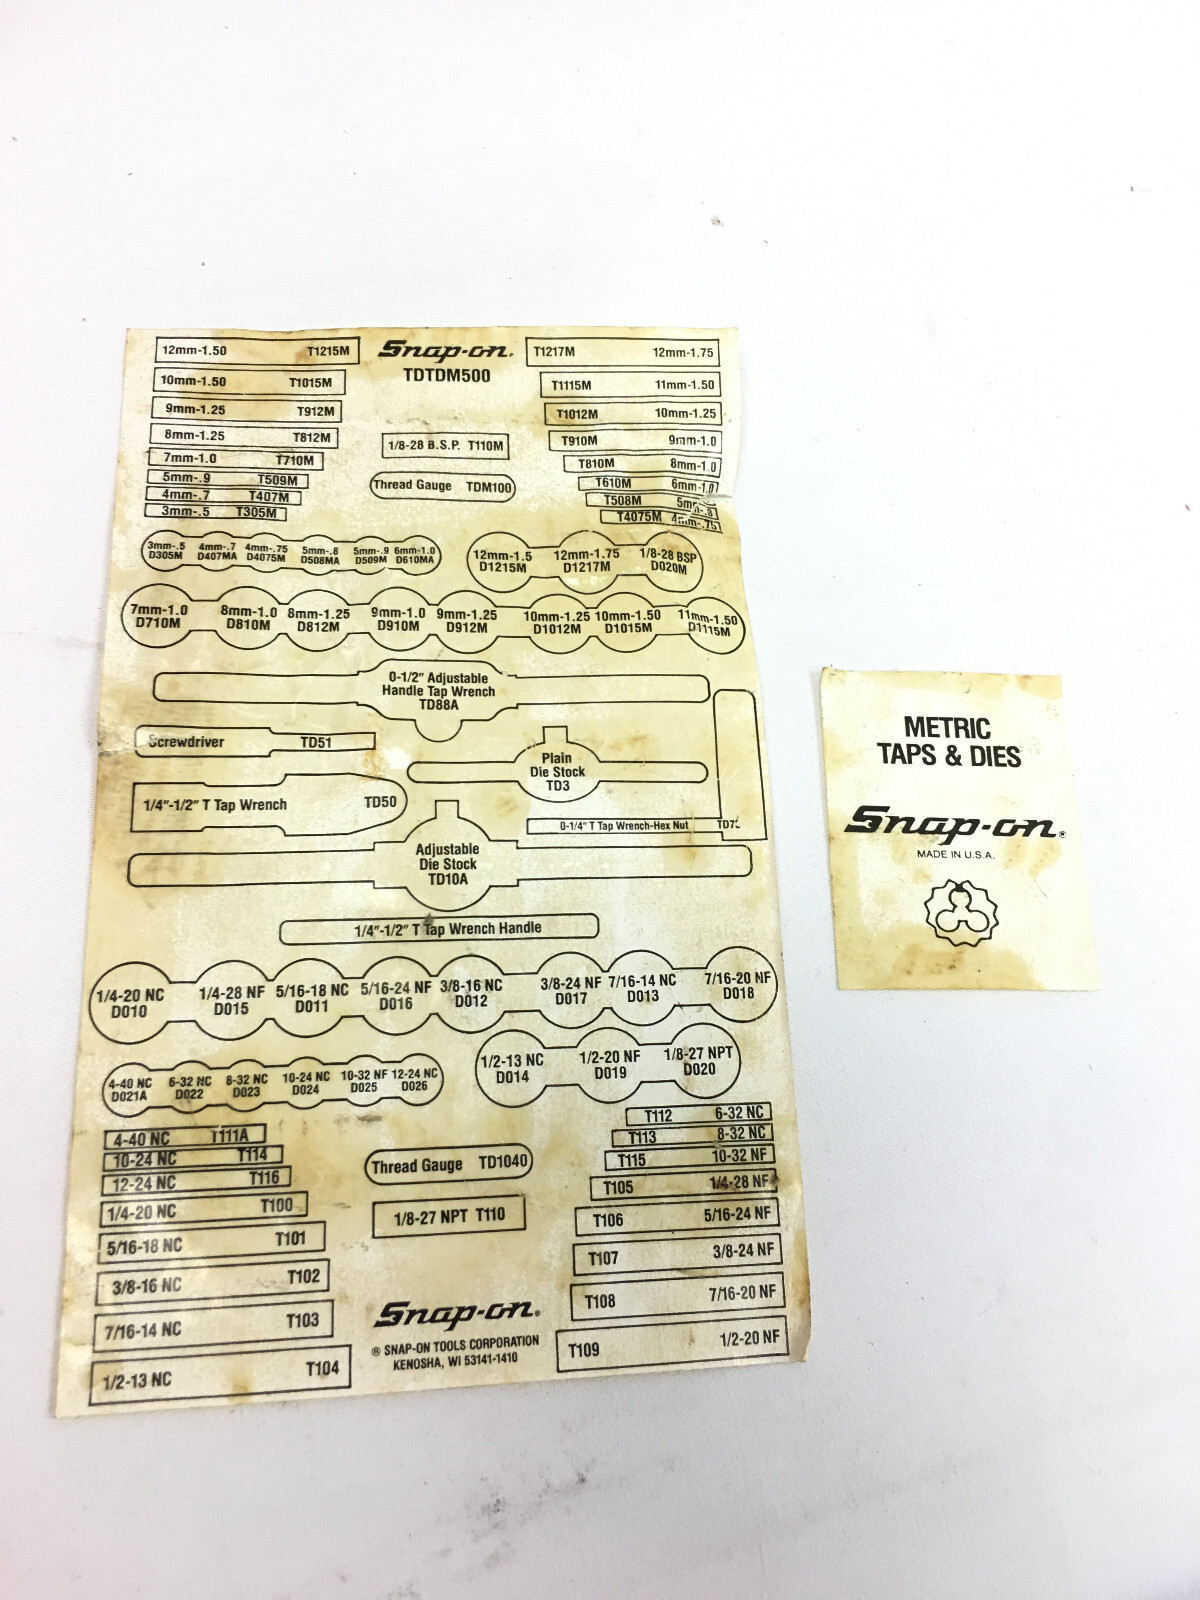 12mm-1.50 T1215M
Snap-on®
TDTDM500
T1217M 12mm-1.75
10mm-1.50 T1015M
T1115M 11mm-1.50
9mm-1.25 T912M
T1012M 10mm-1.25
8mm-1.25 T812M
1/8-28 B.S.P. T110M
T910M 9mm-1.0
7mm-1.0 T710M
T810M 8mm-1.0
5mm-.9 T509M
Thread Gauge TDM100
T610M 6mm-1.0
4mm-.7 T407M
T508M 5mm-.8
3mm-.5 T305M
T4075M 4mm-.75
3mm-.5 4mm-.7 4mm-.75 5mm-.8 5mm-.9 6mm-1.0
D305M D407MA D4075M D508MA D509M D610MA
12mm-1.5 12mm-1.75 1/8-28 BSP
D1215M D1217M D020M
7mm-1.0 8mm-1.0 8mm-1.25 9mm-1.0 9mm-1.25 10mm-1.25 10mm-1.50 11mm-1.50
D710M D810M D812M D910M D912M D1012M D1015M D1115M
0-1/2" Adjustable
Handle Tap Wrench
TD88A
Screwdriver TD51
Plain
Die Stock
TD3
1/4"-1/2" T Tap Wrench TD50
0-1/4" T Tap Wrench-Hex Nut
Adjustable
Die Stock
TD10A
1/4"-1/2" T Tap Wrench Handle
1/4-20 NC 1/4-28 NF 5/16-18 NC 5/16-24 NF 3/8-16 NC 3/8-24 NF 7/16-14 NC 7/16-20 NF
D010 D015 D011 D016 D012 D017 D013 D018
1/2-13 NC 1/2-20 NF 1/8-27 NPT
D014 D019 D020
4-40 NC 6-32 NC 8-32 NC 10-24 NC 10-32 NF 12-24 NC
D021A D022 D023 D024 D025 D026
T112 6-32 NC
4-40 NC T111A
T113 8-32 NC
10-24 NC T114
Thread Gauge TD1040
T115 10-32 NF
12-24 NC T116
T105 1/4-28 NF
1/4-20 NC T100
1/8-27 NPT T110
T106 5/16-24 NF
5/16-18 NC T101
T107 3/8-24 NF
3/8-16 NC T102
T108 7/16-20 NF
7/16-14 NC T103
Snap-on®
® SNAP-ON TOOLS CORPORATION
KENOSHA, WI 53141-1410
T109 1/2-20 NF
1/2-13 NC T104
METRIC
TAPS & DIES
Snap-on®
MADE IN U.S.A.